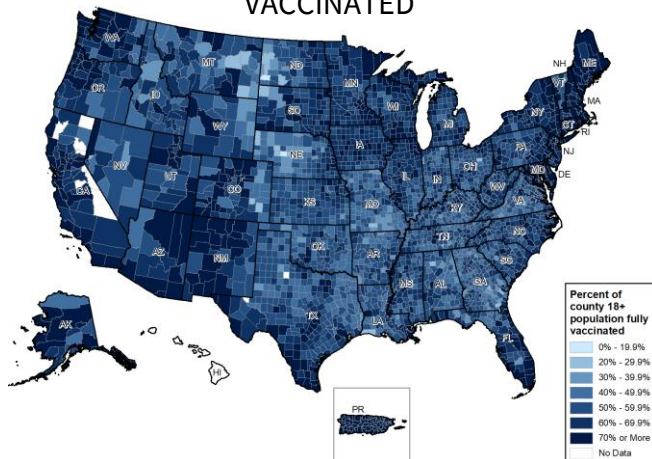 VACCINATED
WA
MT
ND
MN
ME
NH
VT
OR
ID
SD
WI
NY
MA
WY
MI
CT
RI
IA
PA
NJ
NE
NV
UT
CO
IL
IN
OH
MD
DE
WV
CA
KS
MO
KY
VA
AZ
NM
OK
TN
NC
AR
SC
MS
AL
GA
TX
LA
FL
AK
HI
PR
Percent of
county 18+
population fully
vaccinated
0% - 19.9%
20% - 29.9%
30% - 39.9%
40% - 49.9%
50% - 59.9%
60% - 69.9%
70% or More
No Data